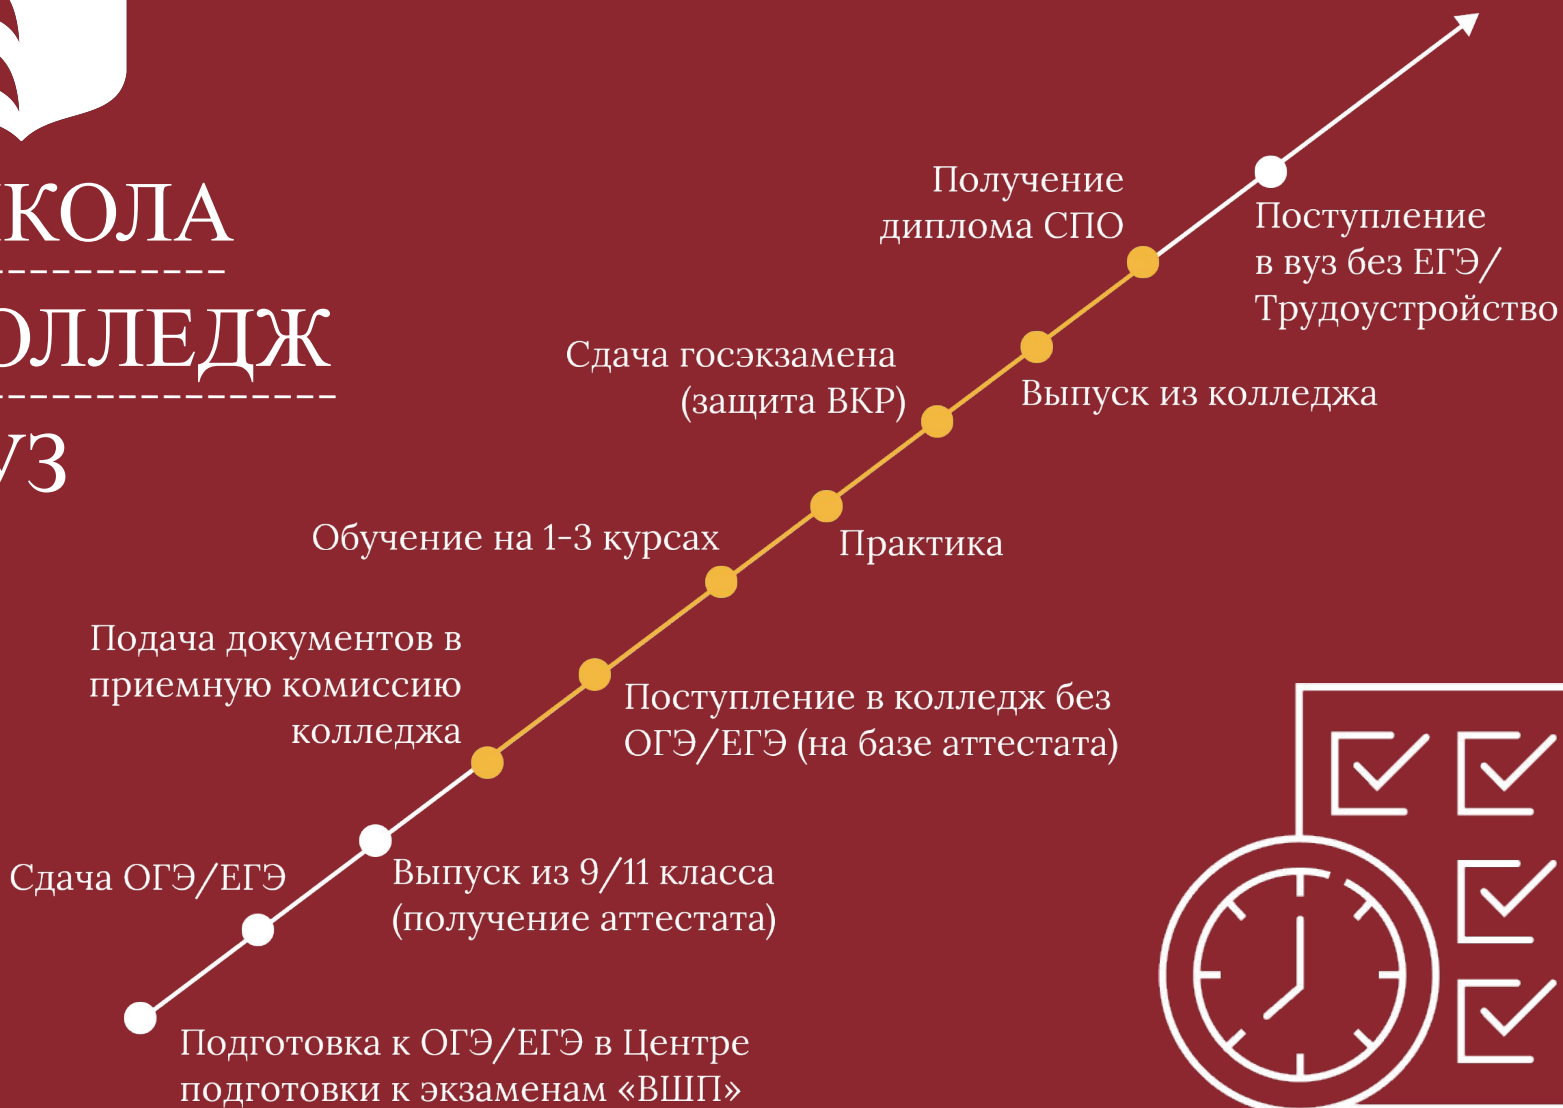 КОЛА
ОЛЛЕД�ж
УЗ
Получение
диплома СПО
Поступление
в вуз без ЕГЭ/
Трудоустройство
Сдача госэкзамена
(защита ВКР)
Выпуск из колледжа
Обучение на 1-3 курсах
Практика
Подача документов в
приемную комиссию
колледжа
Поступление в колледж без
ОГЭ/ЕГЭ (на базе аттестата)
Сдача ОГЭ/ЕГЭ
Выпуск из 9/11 класса
(получение аттестата)
Подготовка к ОГЭ/ЕГЭ в Центре
подготовки к экзаменам «ВШП»